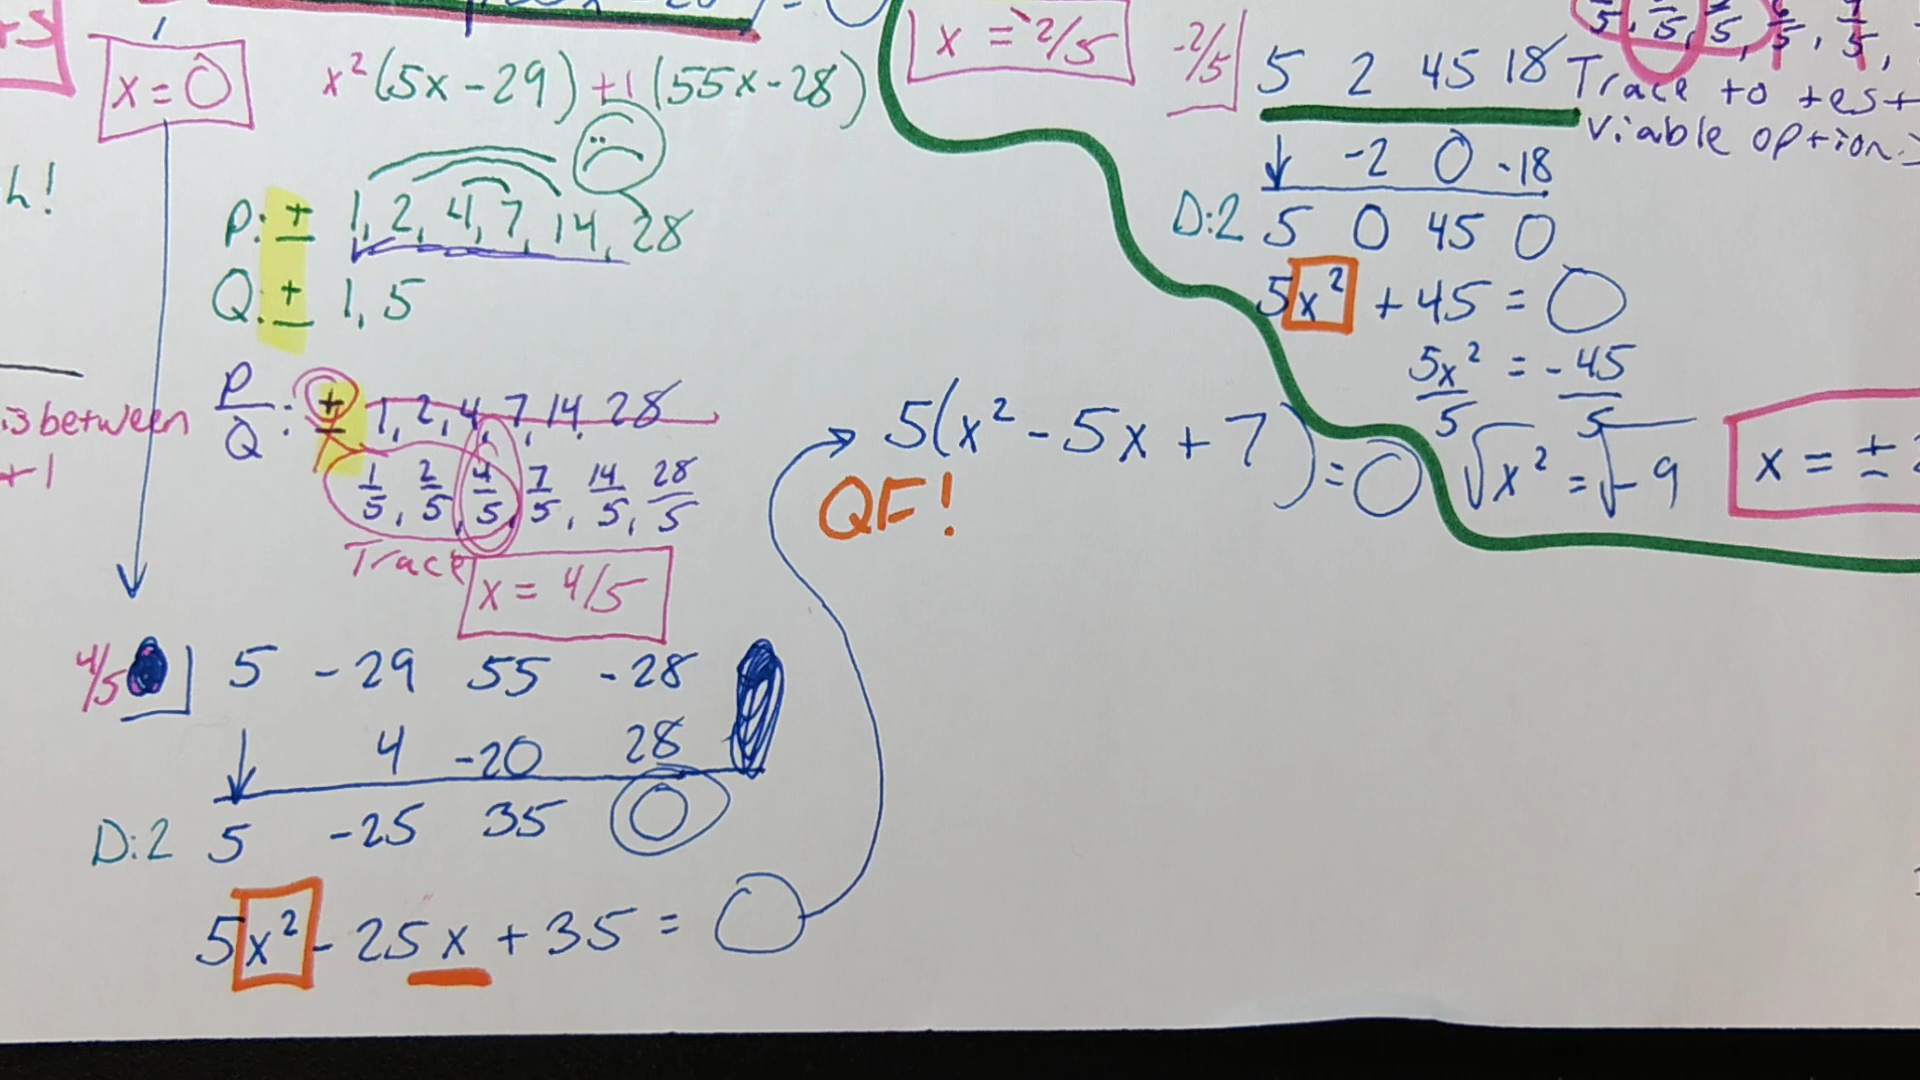 x = 0
x²(5x - 29) +1 (55x - 28)
h!
P: ± 1, 2, 4, 7, 14, 28
Q: ± 1, 5
P/Q : ± 1, 2, 4, 7, 14, 28
1/5, 2/5, 4/5, 7/5, 14/5, 28/5
is between
+1
Trace
x = 4/5
4/5 5 -29 55 -28
4 -20 28
D:2 5 -25 35 0
5x² - 25x + 35 = 0
5(x² - 5x + 7) = 0
QF!
x = -2/5
-2/5 5 2 45 18
-2 0 -18
D:2 5 0 45 0
5x² + 45 = 0
5x²/5 = -45/5
√x² = √-9
x = ±
Trace to test
viable options